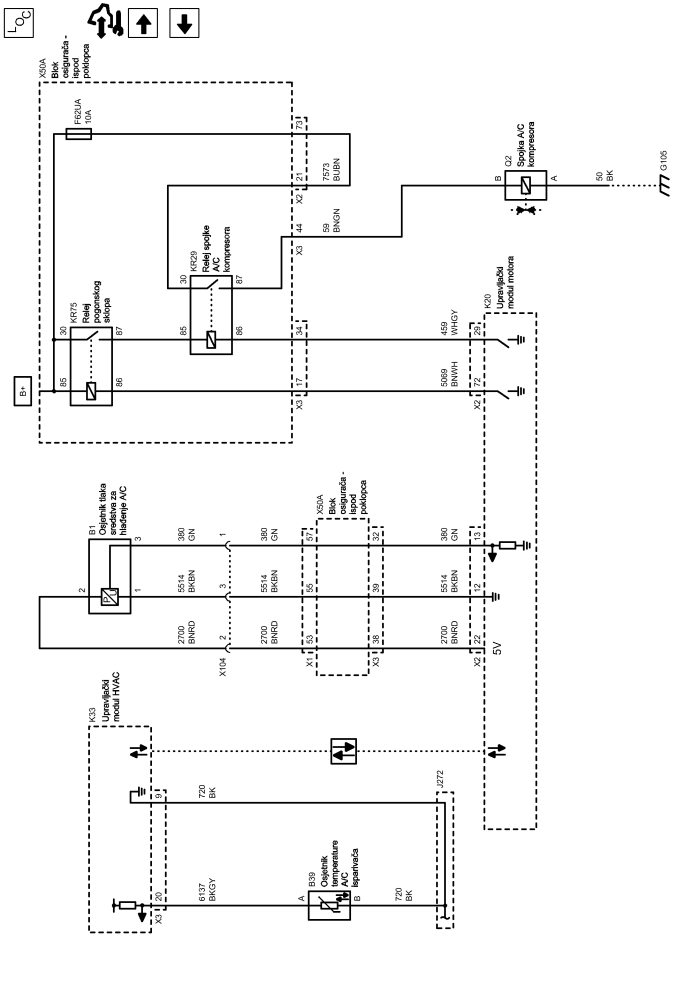 LOC
X50A
Blok
osigurača -
ispod
poklopca
F62UA
10A
73
21
X2
7573
BUBN
44
X3
59
BNGN
Q2
Spojka A/C
kompresora
B
A
50
BK
G105
B+
KR75
Relej
pogonskog
sklopa
30
87
85
86
KR29
Relej spojke
A/C
kompresora
30
87
85
86
34
17
X3
459
WHGY
5069
BNWH
29
72
X2
K20
Upravljački
modul motora
B1
Osjetnik tlaka
sredstva za
hlađenje A/C
P
U
2
3
1
380
GN
5514
BKBN
2700
BNRD
1
3
2
X104
380
GN
5514
BKBN
2700
BNRD
57
55
53
X1
X50A
Blok
osigurača -
ispod
poklopca
32
39
38
X3
380
GN
5514
BKBN
2700
BNRD
13
12
22
X2
5V
K33
Upravljački
modul HVAC
9
20
X3
720
BK
6137
BKGY
B39
Osjetnik
temperature
A/C
isparivača
A
B
720
BK
J272